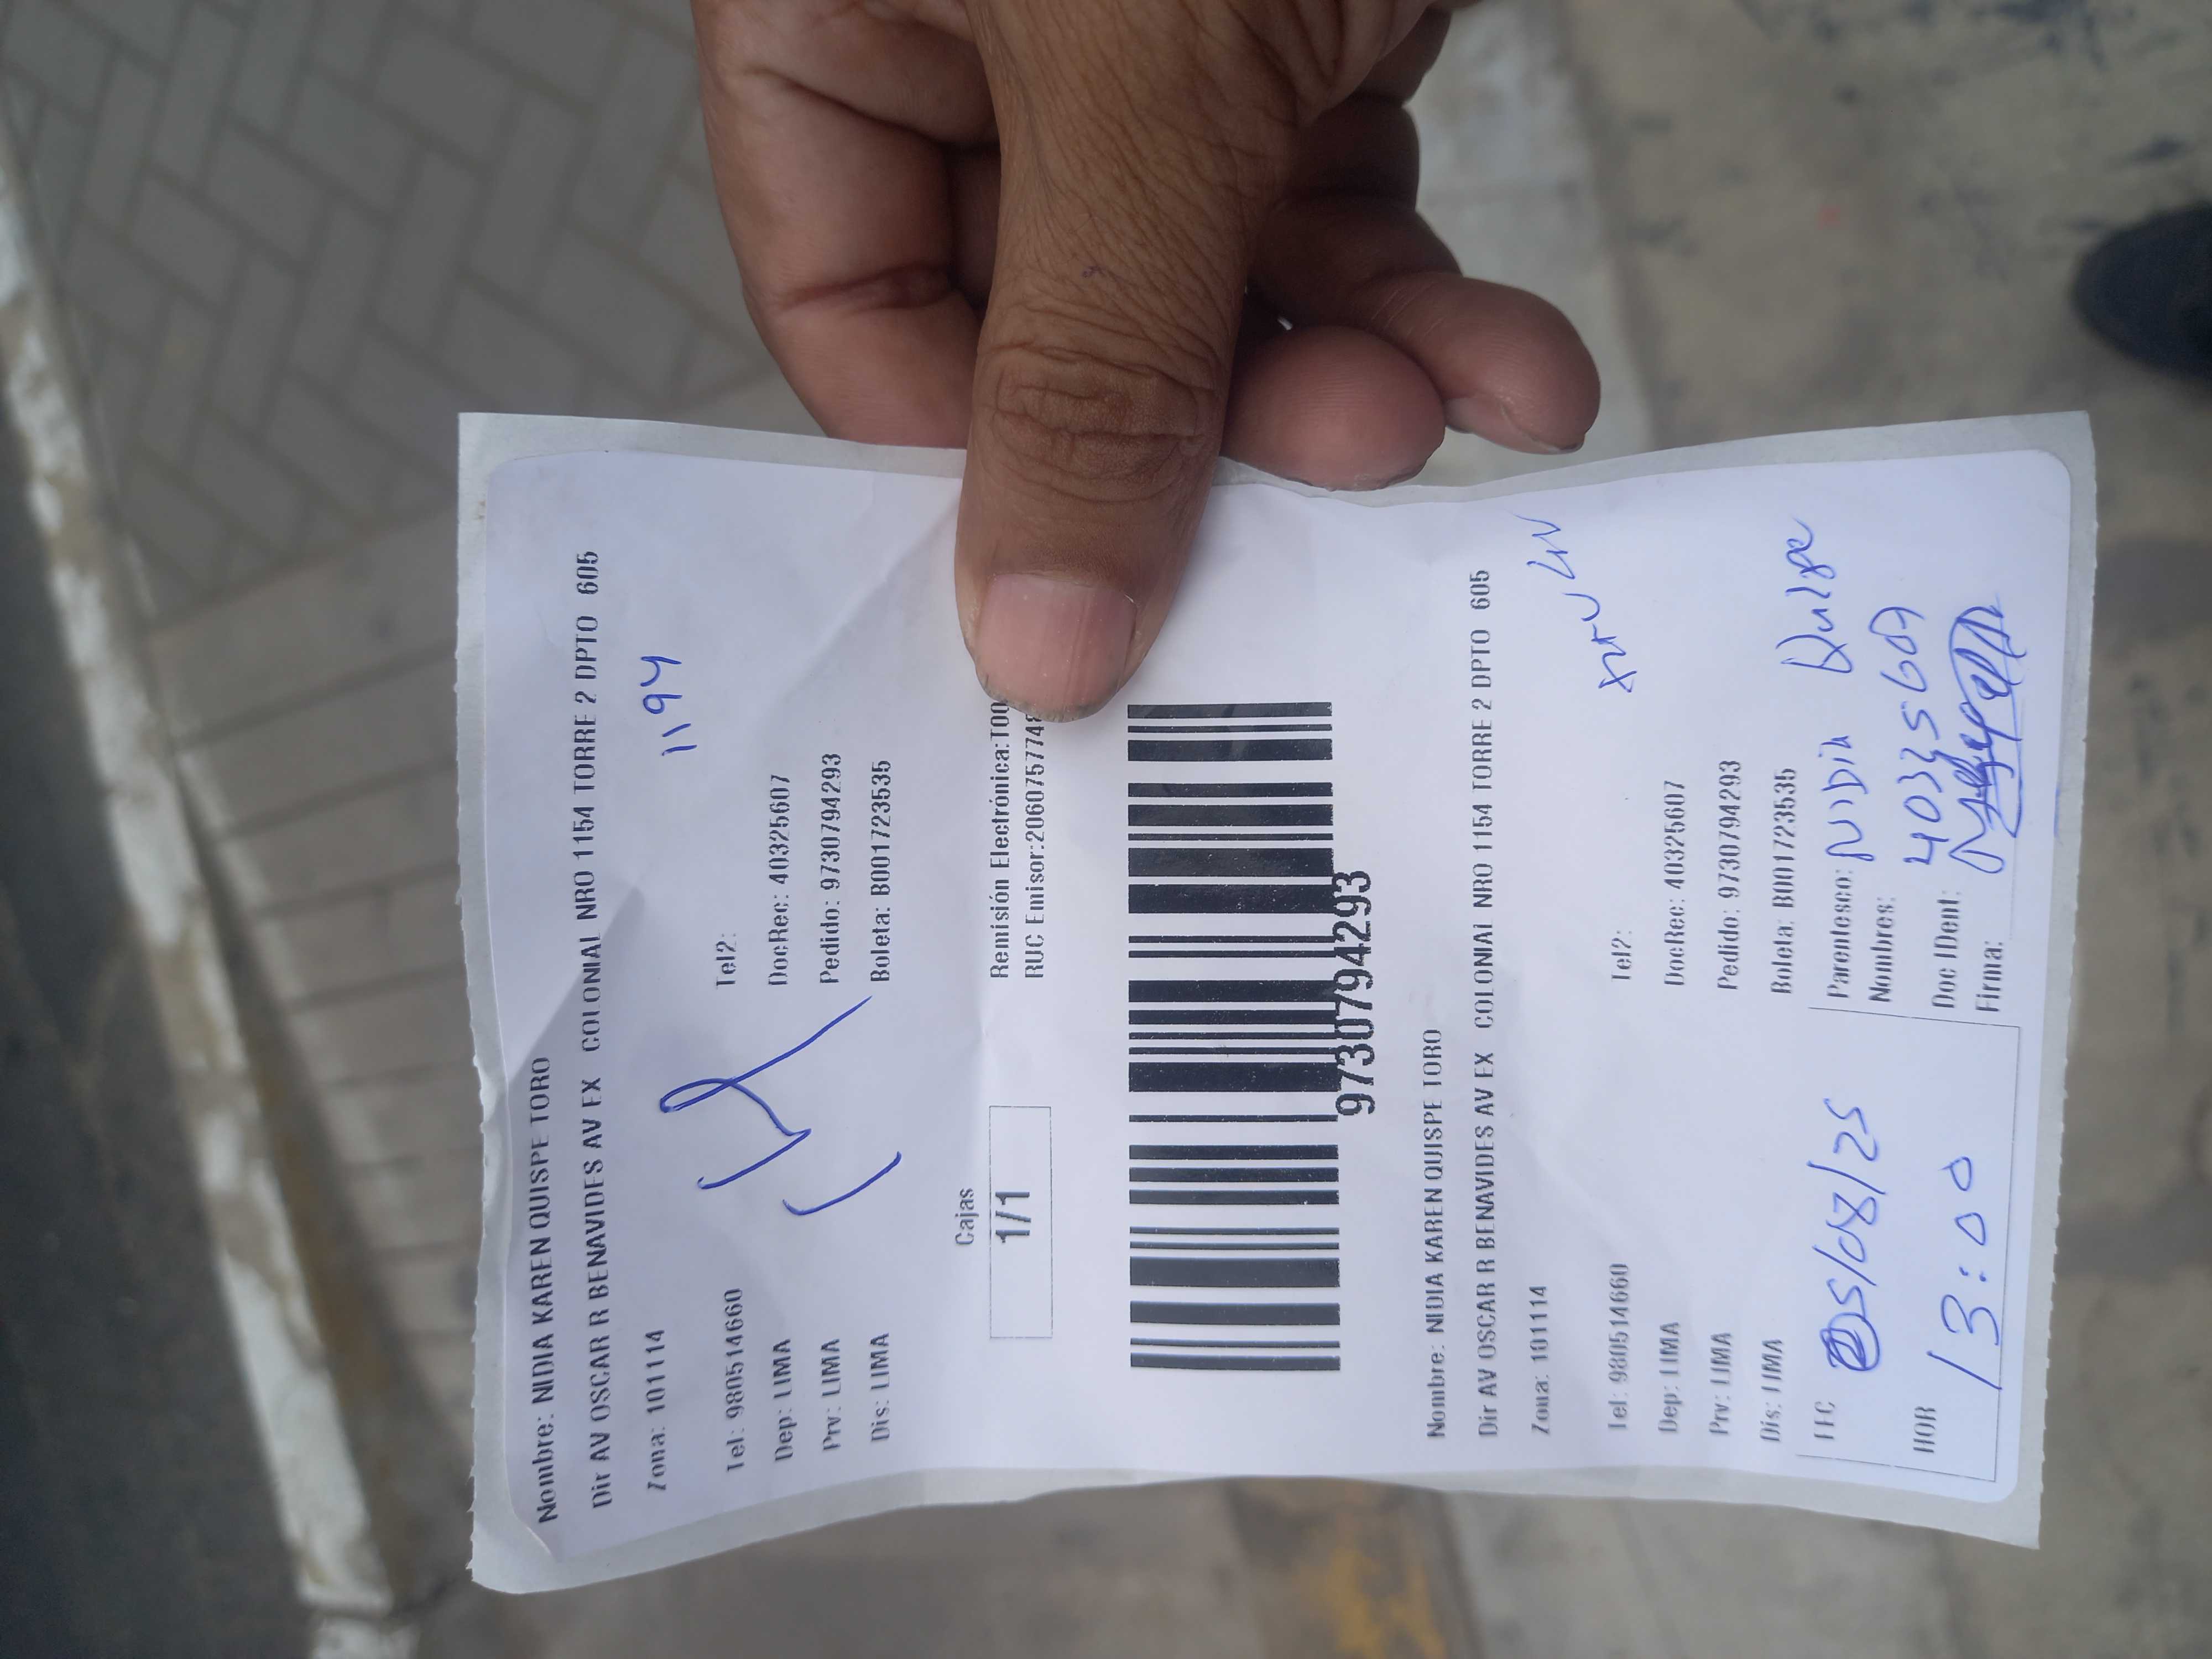 Nombre: NIDIA KAREN QUISPE TORO
Dir AV OSCAR R BENAVIDES AV EX COLONIAL NRO 1154 TORRE 2 DPTO 605
Zona: 101114
1194
Tel: 980514660 Tel2:
Dep: LIMA DocRec: 40325607
Prv: LIMA Pedido: 9730794293
Dis: LIMA Boleta: B001723535
Cajas
1/1 Remisión Electrónica:T00
RUC Emisor:2060757748
9730794293
Nombre: NIDIA KAREN QUISPE TORO
Dir AV OSCAR R BENAVIDES AV EX COLONIAL NRO 1154 TORRE 2 DPTO 605
Zona: 101114
Tel: 980514660 Tel2:
Dep: LIMA DocRec: 40325607
Prv: LIMA Pedido: 9730794293
Dis: LIMA Boleta: B001723535
FEC 05/08/25
Parentesco: Nidia Quispe
Nombres:
HOR 13:00
Doc IDent: 40325607
Firma: